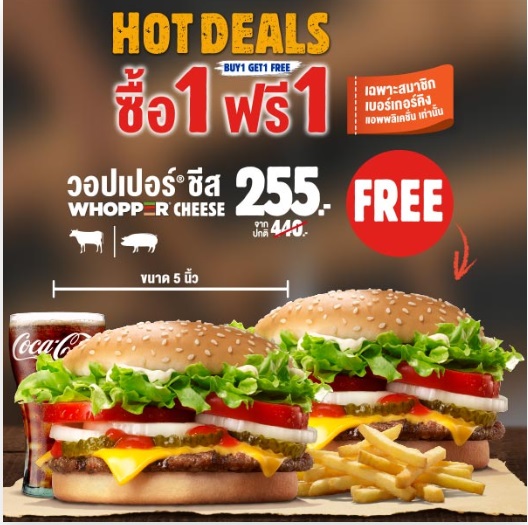 HOT DEALS
BUY1 GET1 FREE
ซื้อ1 ฟรี1
เฉพาะสมาชิก
เบอร์เกอร์คิง
แอพพลิเคชั่น เท่านั้น
วอปเปอร์® ชีส
WHOPPER® CHEESE
255.-
จาก
ปกติ 440.-
FREE
ขนาด 5 นิ้ว
Coca-C